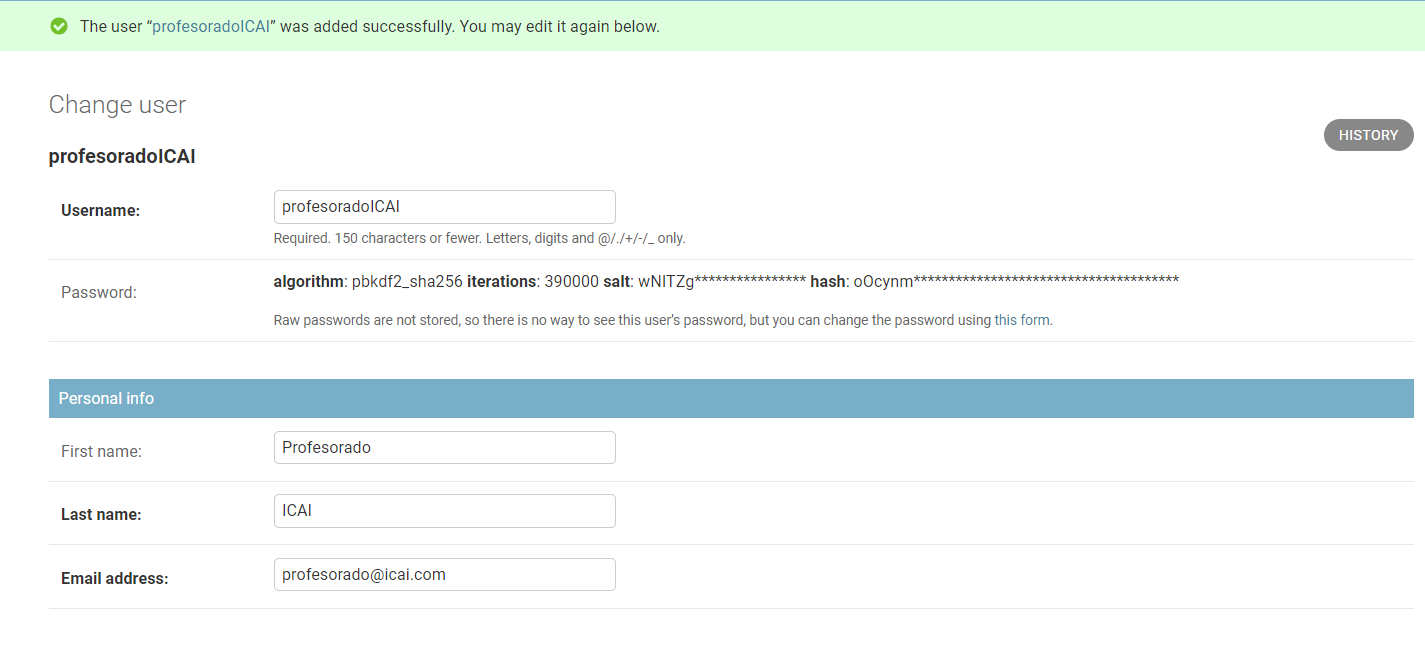 The user “profesoradoICAI” was added successfully. You may edit it again below.
Change user
HISTORY
profesoradoICAI
Username:
profesoradoICAI
Required. 150 characters or fewer. Letters, digits and @/./+/-/_ only.
Password:
algorithm: pbkdf2_sha256 iterations: 390000 salt: wNITZg**************** hash: oOcynm**************************************
Raw passwords are not stored, so there is no way to see this user’s password, but you can change the password using this form.
Personal info
First name:
Profesorado
Last name:
ICAI
Email address:
profesorado@icai.com